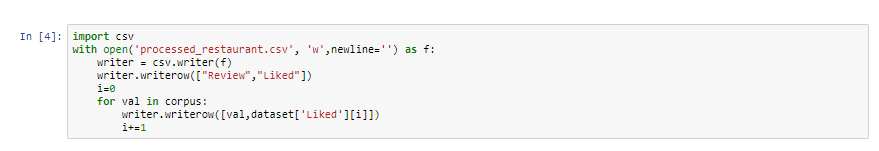 In [4]: import csv
with open('processed_restaurant.csv', 'w',newline='') as f:
    writer = csv.writer(f)
    writer.writerow(["Review","Liked"])
    i=0
    for val in corpus:
        writer.writerow([val,dataset['Liked'][i]])
        i+=1